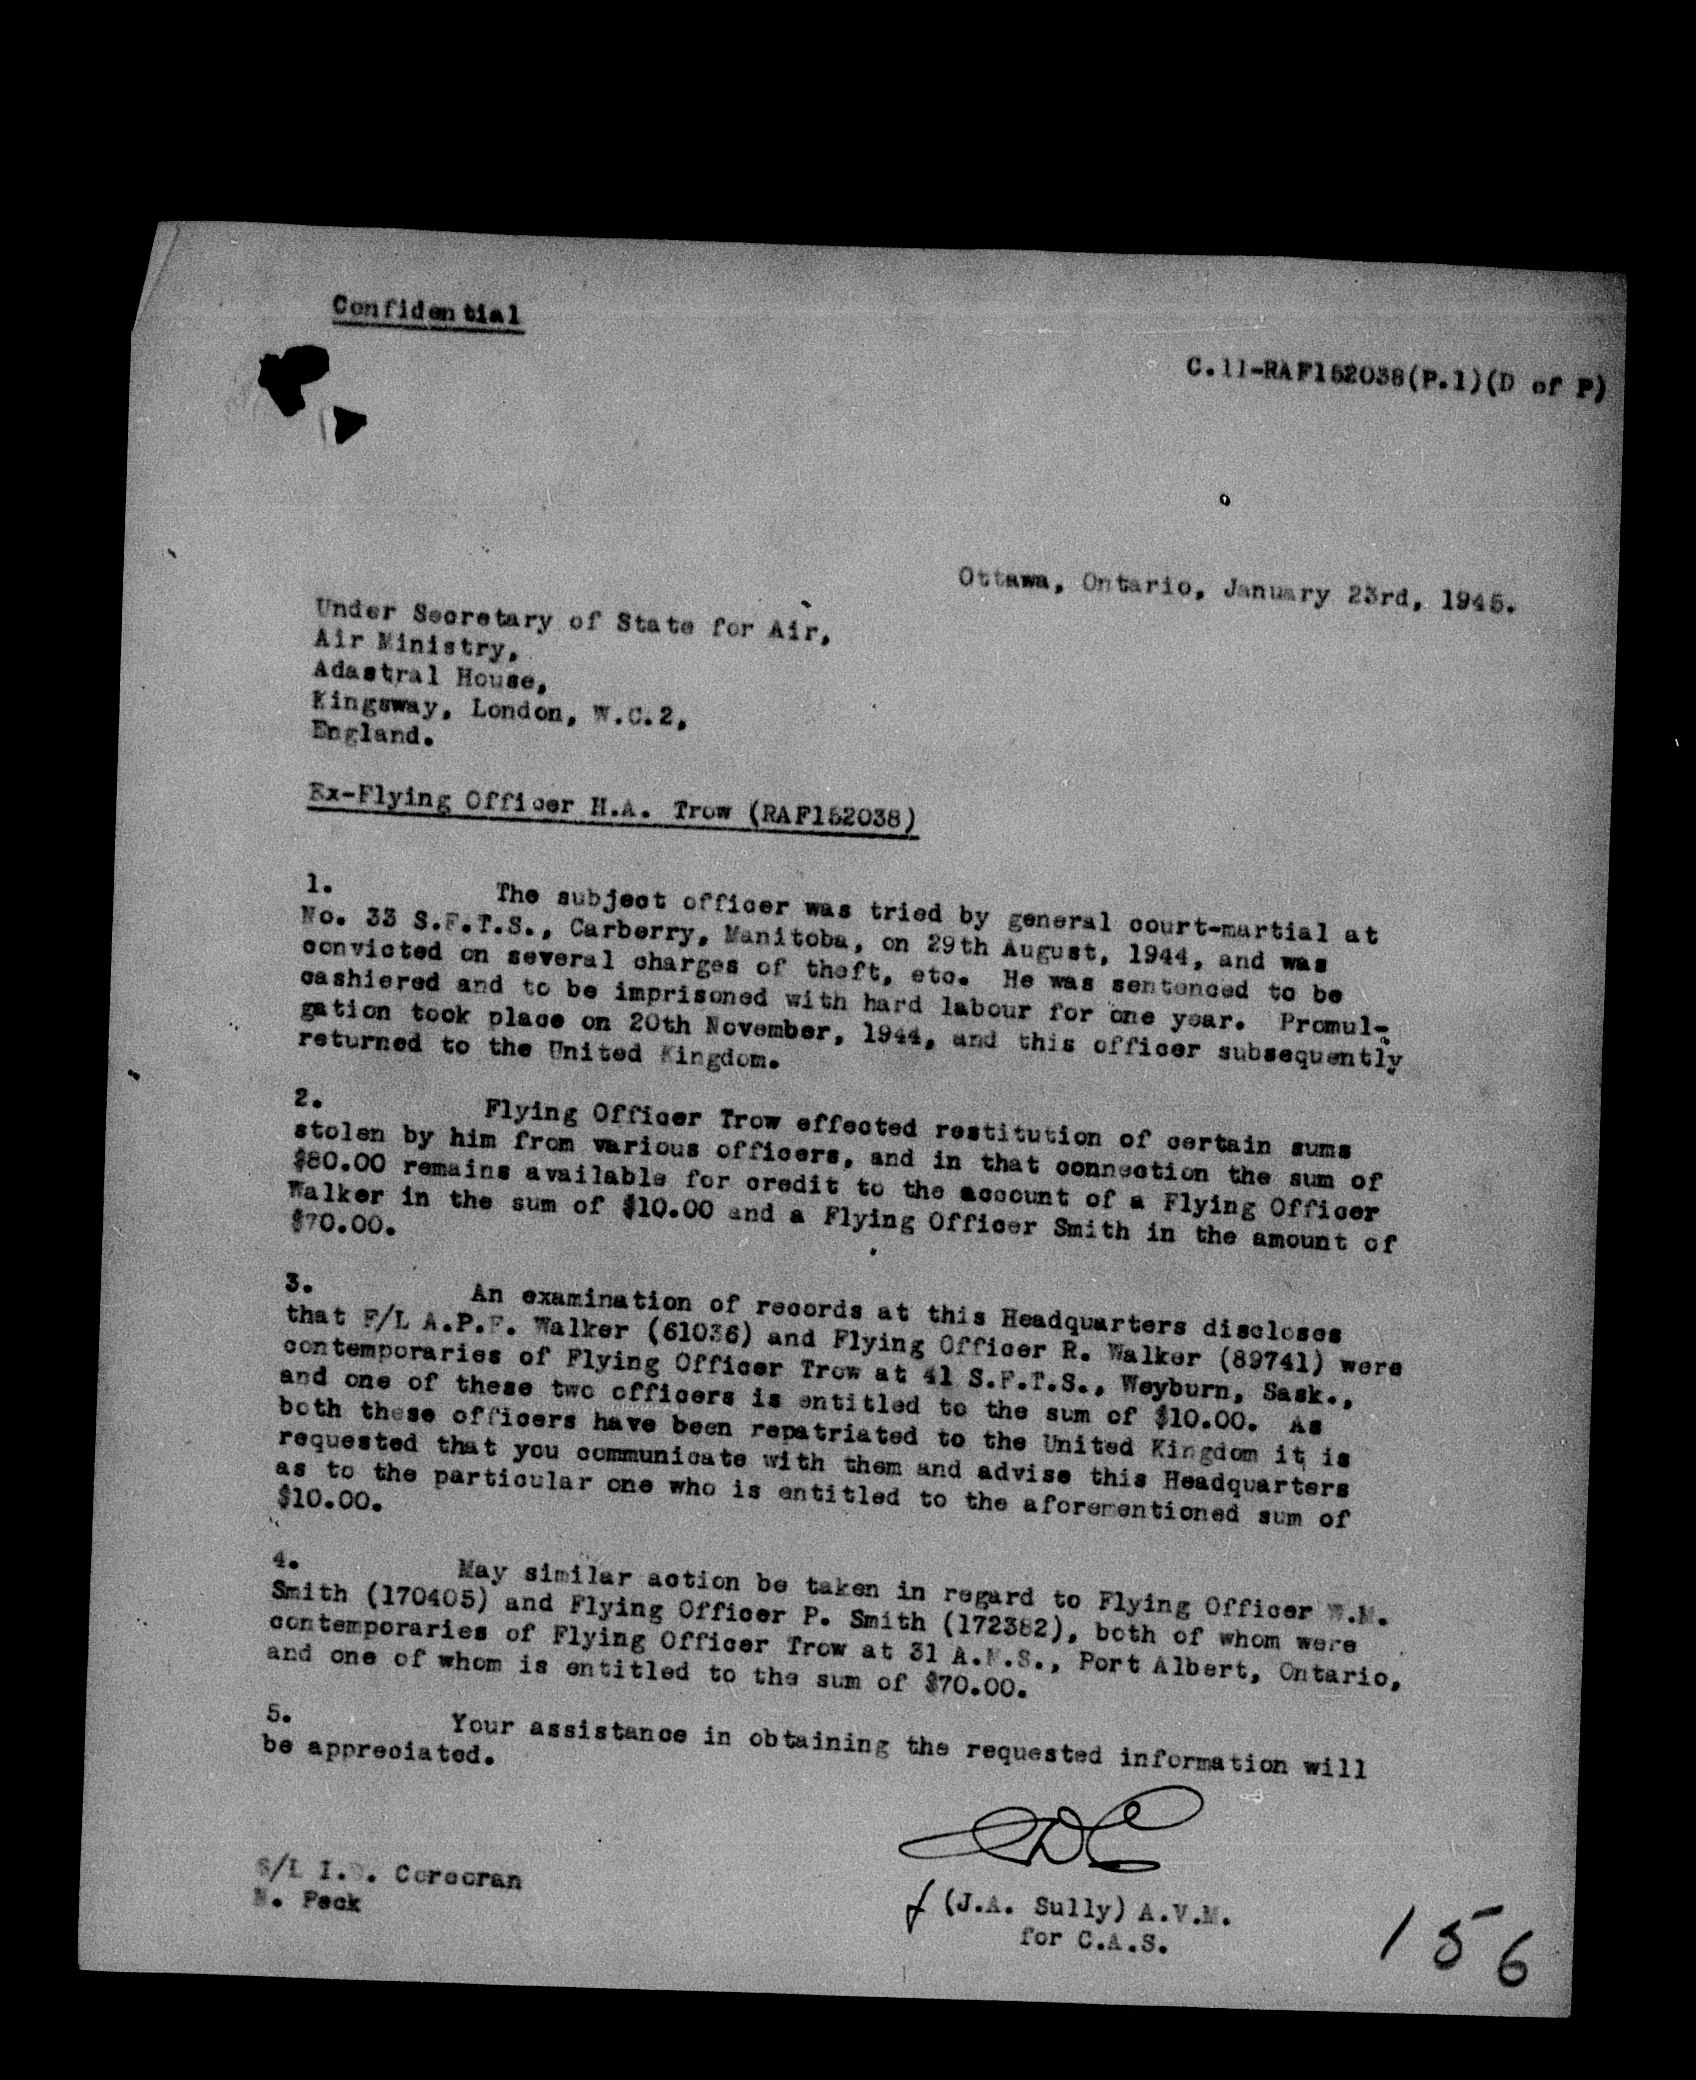 Confidential
C.11-RAF152038(P.1)(D of P)
Ottawa, Ontario, January 23rd, 1945.
Under Secretary of State for Air,
Air Ministry,
Adastral House,
Kingsway, London, W.C.2,
England.
Ex-Flying Officer H.A. Trow (RAF152038)
1. The subject officer was tried by general court-martial at
No. 33 S.F.T.S., Carberry, Manitoba, on 29th August, 1944, and was
convicted on several charges of theft, etc. He was sentenced to be
cashiered and to be imprisoned with hard labour for one year. Promul-
gation took place on 20th November, 1944, and this officer subsequently
returned to the United Kingdom.
2. Flying Officer Trow effected restitution of certain sums
stolen by him from various officers, and in that connection the sum of
$80.00 remains available for credit to the account of a Flying Officer
Walker in the sum of $10.00 and a Flying Officer Smith in the amount of
$70.00.
3. An examination of records at this Headquarters discloses
that F/L A.P.F. Walker (61036) and Flying Officer R. Walker (89741) were
contemporaries of Flying Officer Trow at 41 S.F.T.S., Weyburn, Sask.,
and one of these two officers is entitled to the sum of $10.00. As
both these officers have been repatriated to the United Kingdom it is
requested that you communicate with them and advise this Headquarters
as to the particular one who is entitled to the aforementioned sum of
$10.00.
4. May similar action be taken in regard to Flying Officer W.M.
Smith (170405) and Flying Officer P. Smith (172382), both of whom were
contemporaries of Flying Officer Trow at 31 A.N.S., Port Albert, Ontario,
and one of whom is entitled to the sum of $70.00.
5. Your assistance in obtaining the requested information will
be appreciated.
S/L Corcoran
Peck
f (J.A. Sully) A.V.M.
for C.A.S.
156